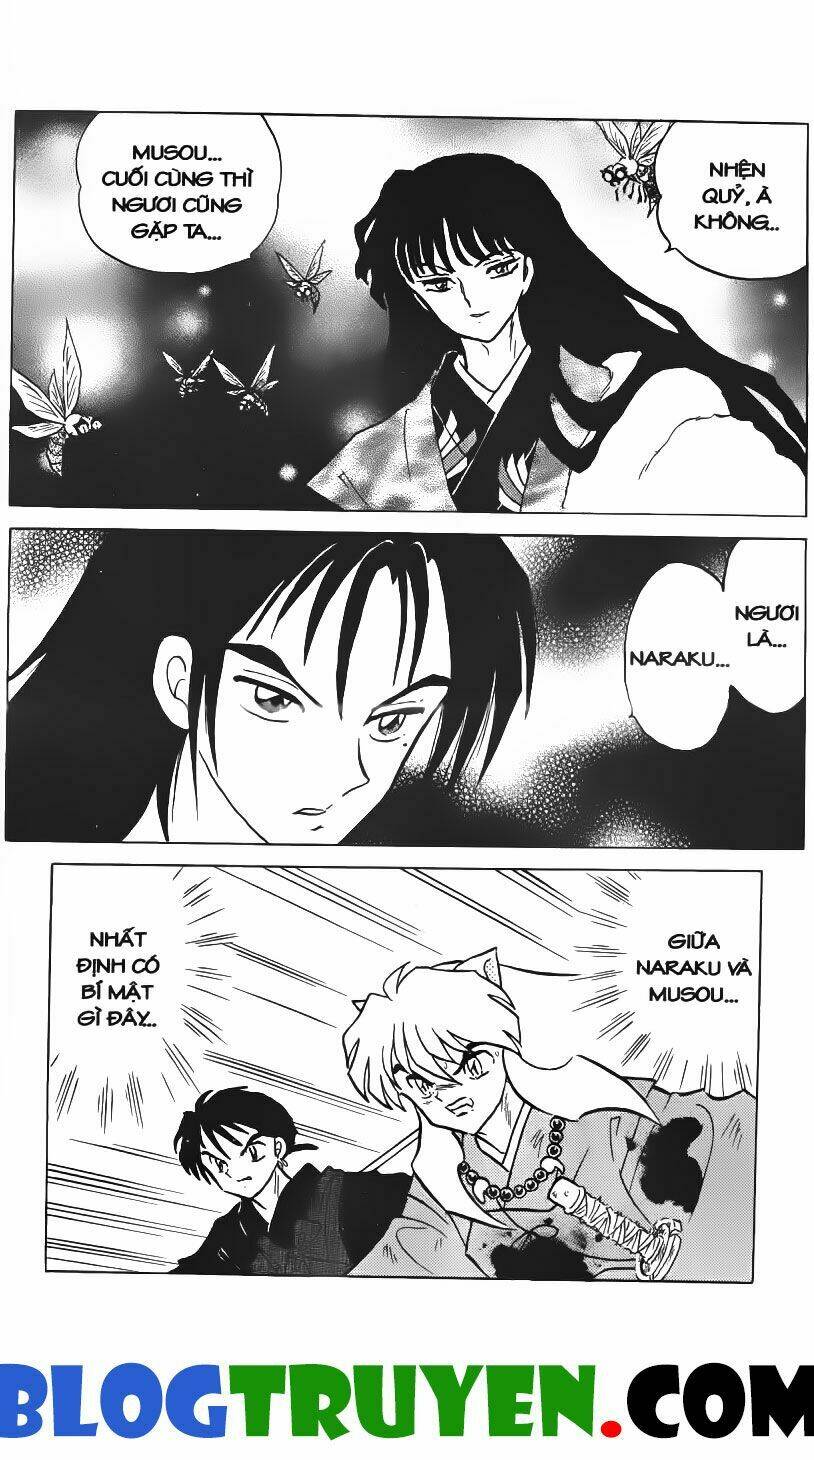 NHỆN
QUỶ, À
KHÔNG...
MUSOU...
CUỐI CÙNG THÌ
NGƯƠI CŨNG
GẶP TA...
NGƯƠI
LÀ...
NARAKU...
GIỮA
NARAKU VÀ
MUSOU...
NHẤT
ĐỊNH CÓ
BÍ MẬT
GÌ ĐÂY...
BLOGTRUYEN.COM